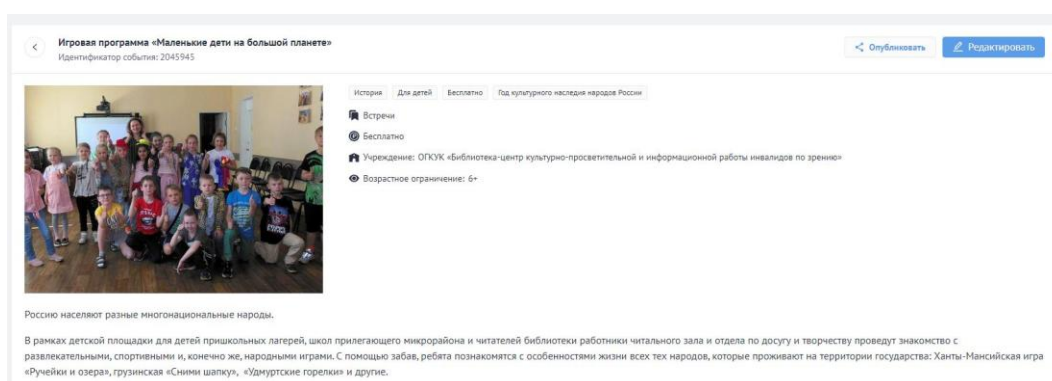 Игровая программа «Маленькие дети на большой планете»
Идентификатор события: 2045945
Опубликовать
Редактировать
История Для детей Бесплатно Год культурного наследия народов России
Встречи
Бесплатно
Учреждение: ОГКУК «Библиотека-центр культурно-просветительной и информационной работы инвалидов по зрению»
Возрастное ограничение: 6+
Россию населяют разные многонациональные народы.
В рамках детской площадки для детей пришкольных лагерей, школ прилегающего микрорайона и читателей библиотеки работники читального зала и отдела по досугу и творчеству проведут знакомство с
развлекательными, спортивными и, конечно же, народными играми. С помощью забав, ребята познакомятся с особенностями жизни всех тех народов, которые проживают на территории государства: Ханты-Мансийская игра
«Ручейки и озера», грузинская «Сними шапку», «Удмуртские горелки» и другие.